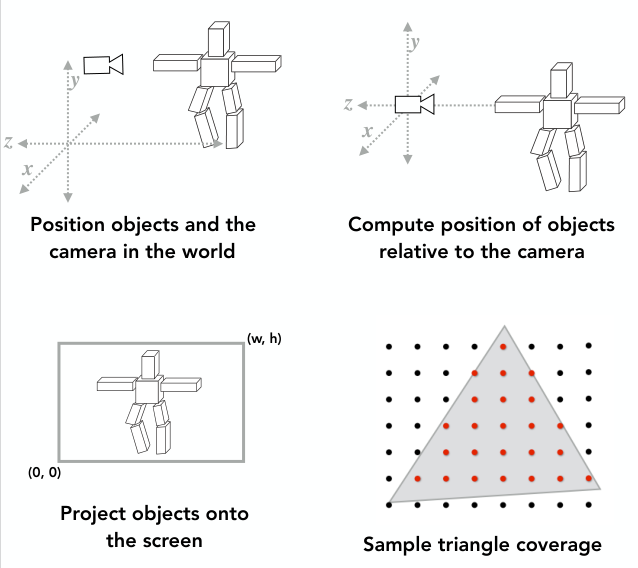 y
z
x
Position objects and the
camera in the world
y
z
x
Compute position of objects
relative to the camera
(w, h)
(0, 0)
Project objects onto
the screen
Sample triangle coverage